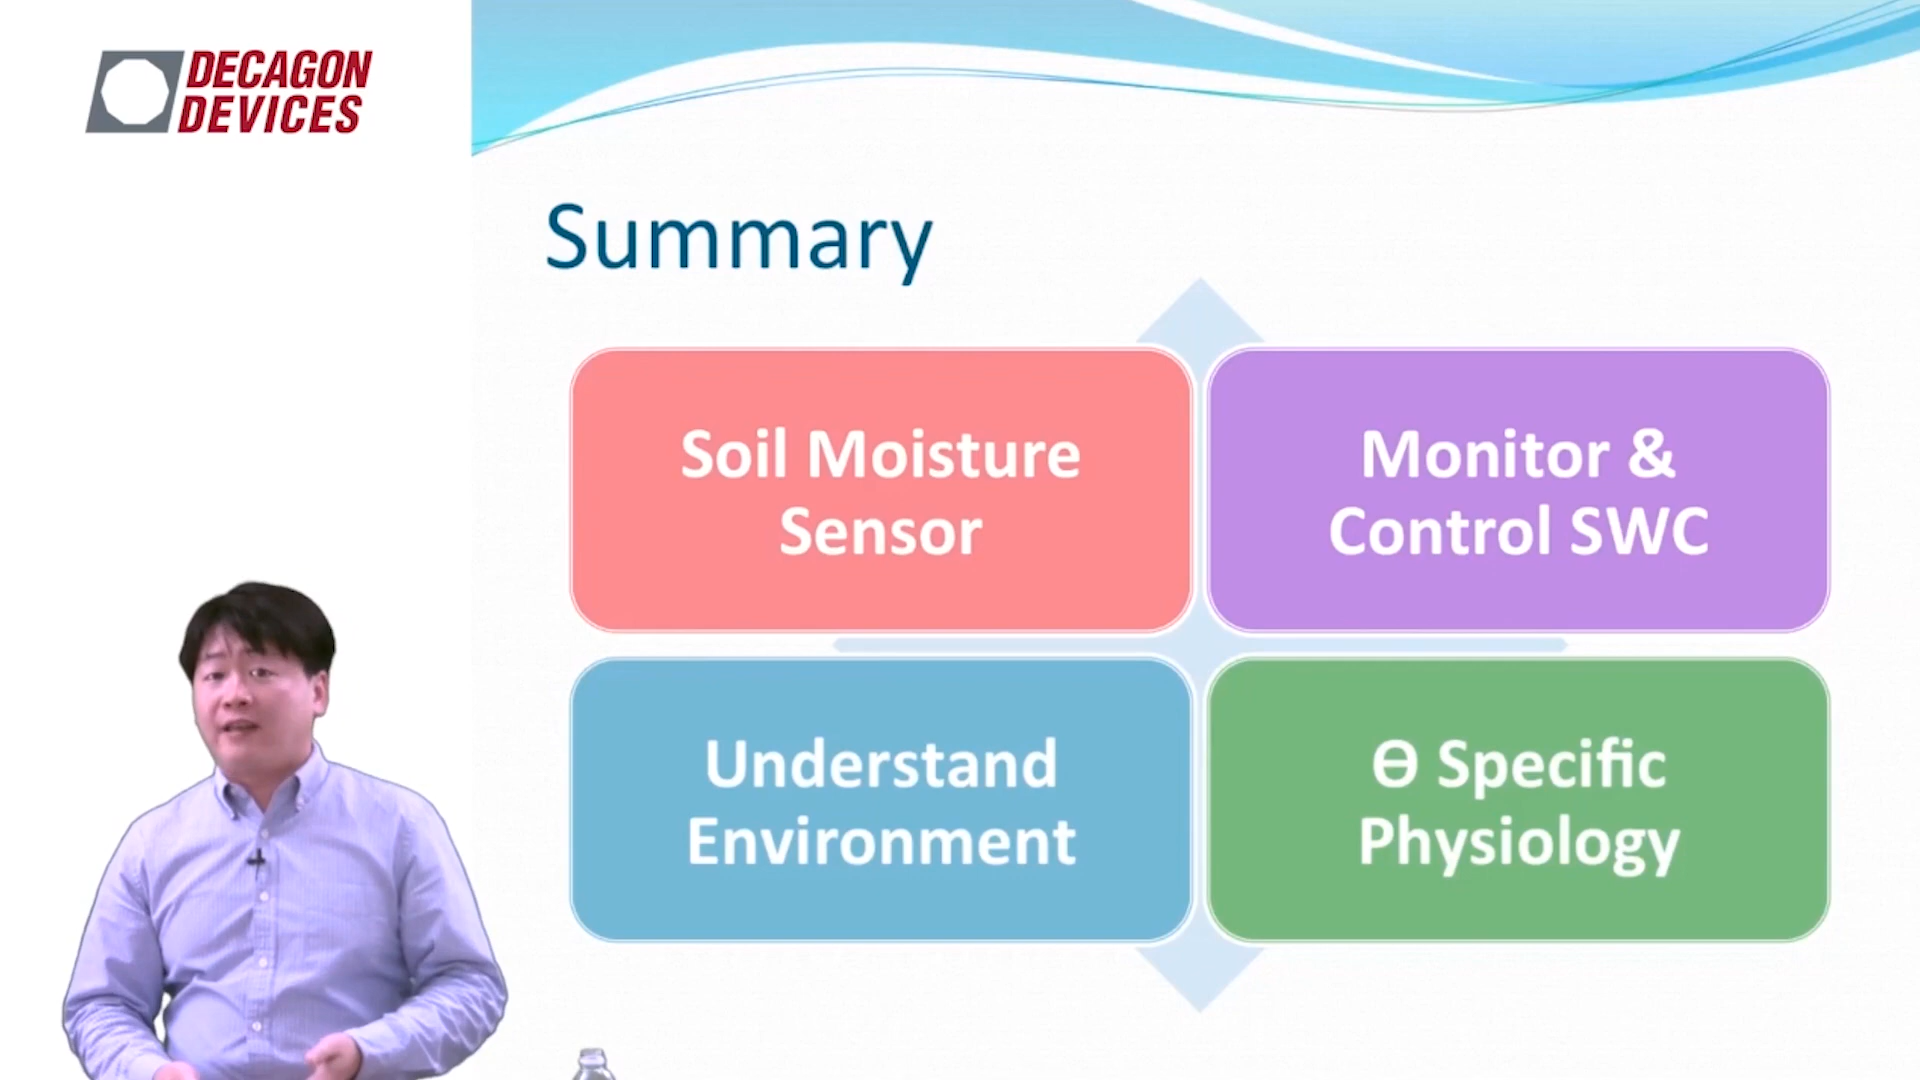 DECAGON
DEVICES
Summary
Soil Moisture
Sensor
Monitor &
Control SWC
Understand
Environment
Ɵ Specific
Physiology